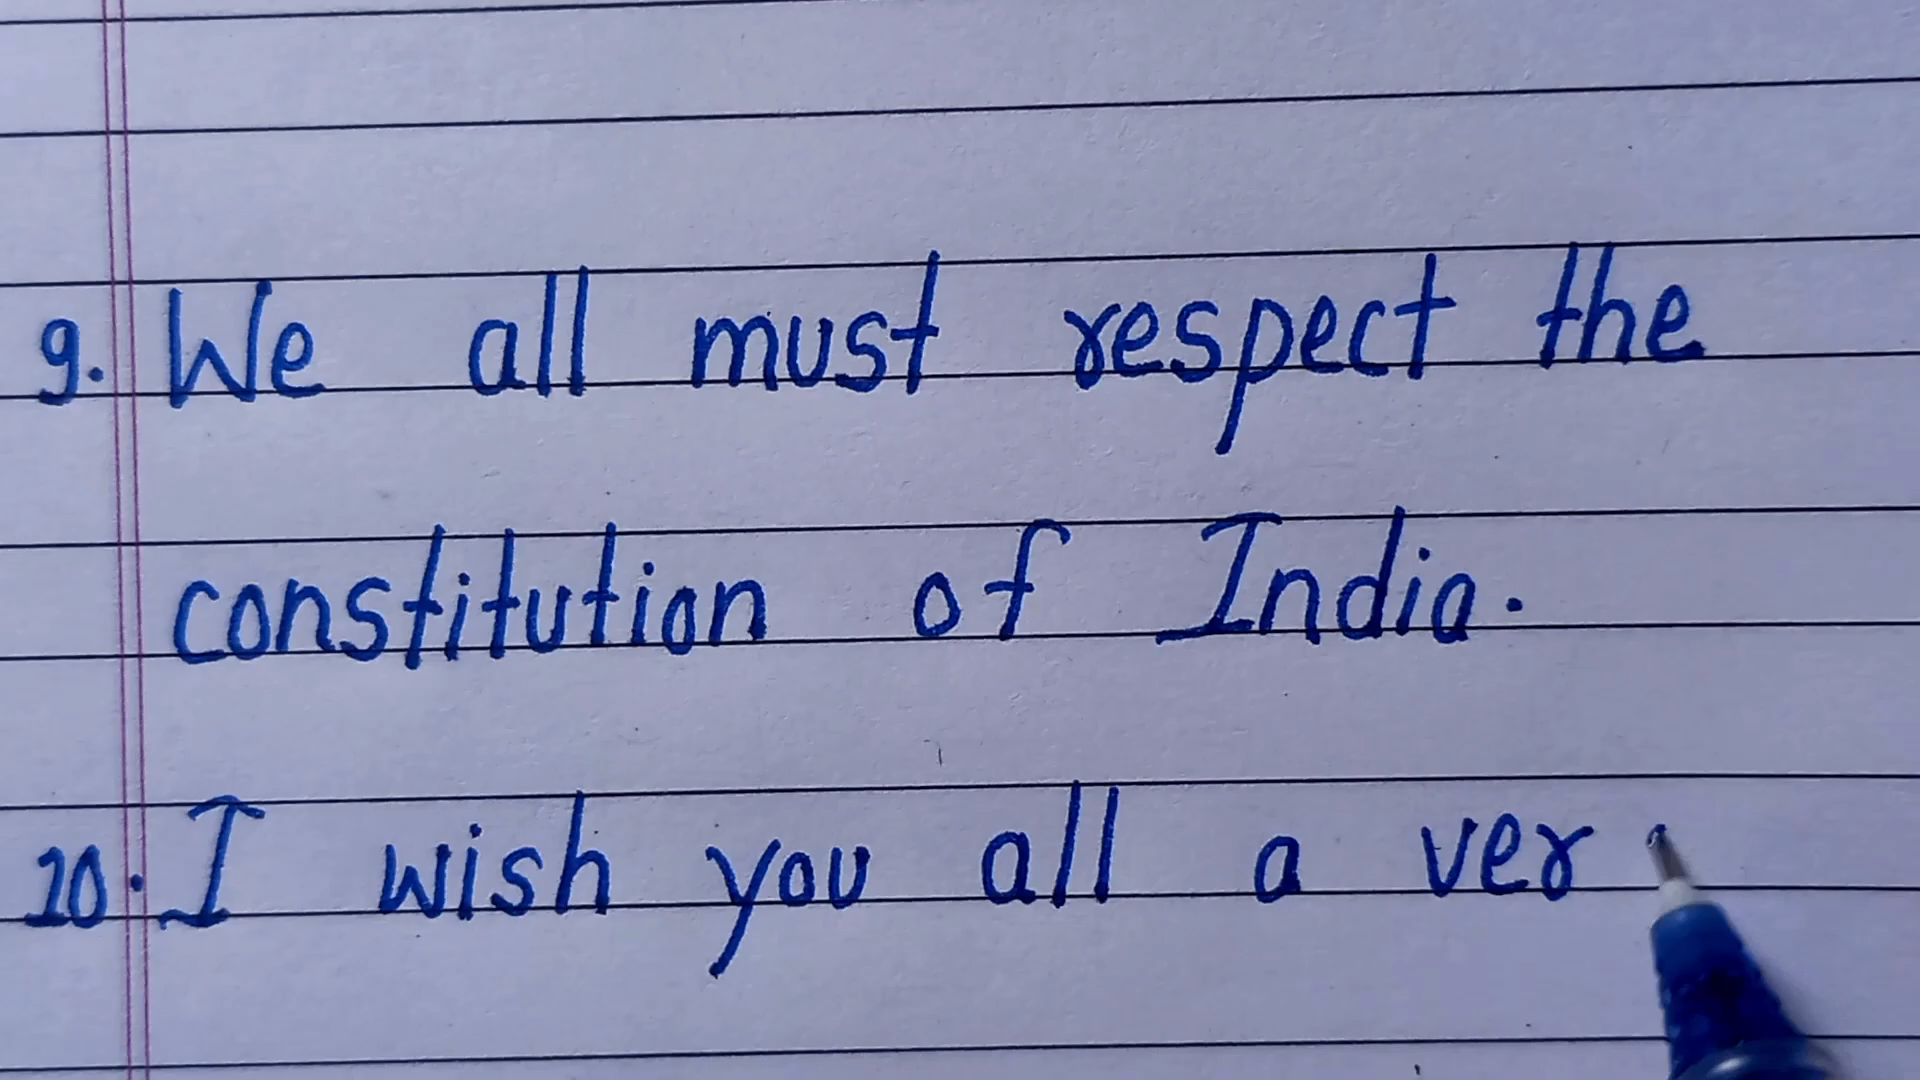 9. We all must respect the
constitution of India.
10. I wish you all a ver